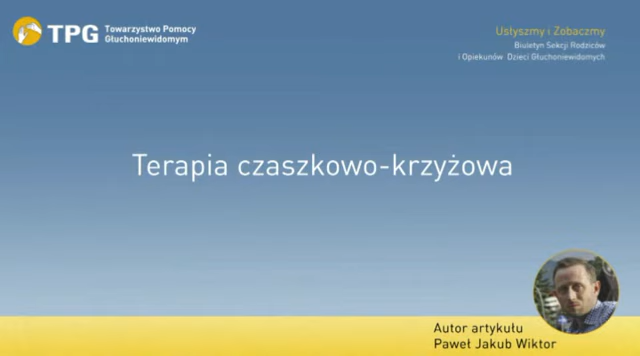 TPG
Towarzystwo Pomocy
Głuchoniewidomym
Usłyszmy i Zobaczmy
Biuletyn Sekcji Rodziców
i Opiekunów Dzieci Głuchoniewidomych
Terapia czaszkowo-krzyżowa
Autor artykułu
Paweł Jakub Wiktor